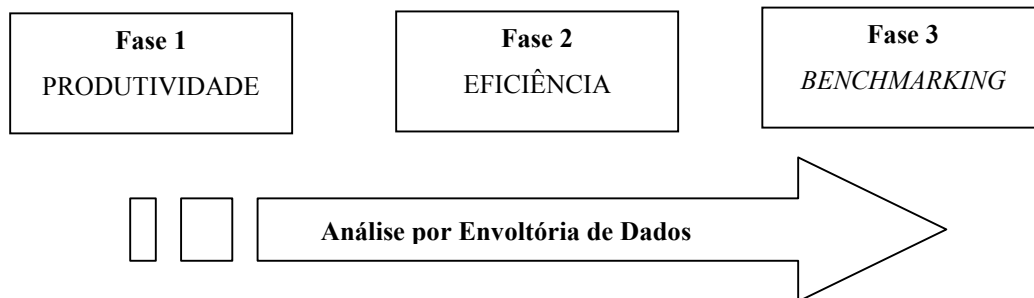 Fase 1
PRODUTIVIDADE
Fase 2
EFICIÊNCIA
Fase 3
BENCHMARKING
Análise por Envoltória de Dados